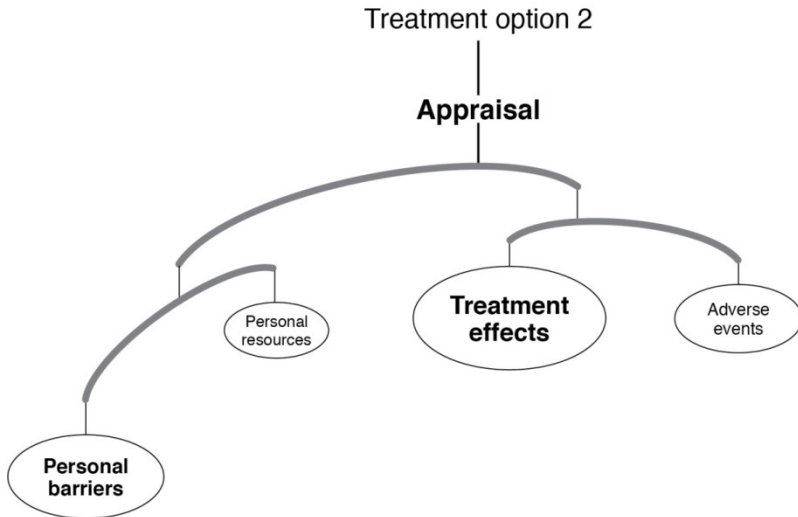 Treatment option 2
Appraisal
Personal
resources
Treatment
effects
Adverse
events
Personal
barriers